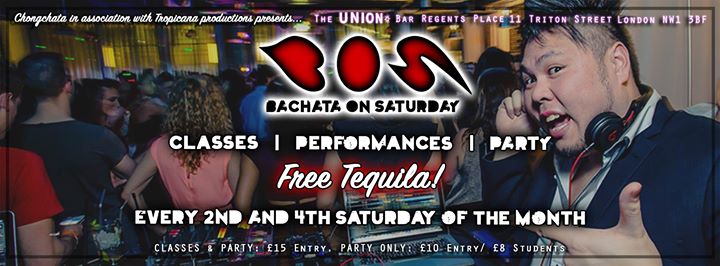 Chongchata in association with Tropicana productions presents...
The UNION Bar Regents Place 11 Triton Street London NW1 3BF
BOS
BACHATA ON SATURDAY
CLASSES | PERFORMANCES | PARTY
Free Tequila!
EVERY 2ND AND 4TH SATURDAY OF THE MONTH
CLASSES & PARTY: £15 Entry. PARTY ONLY: £10 Entry/ £8 Students